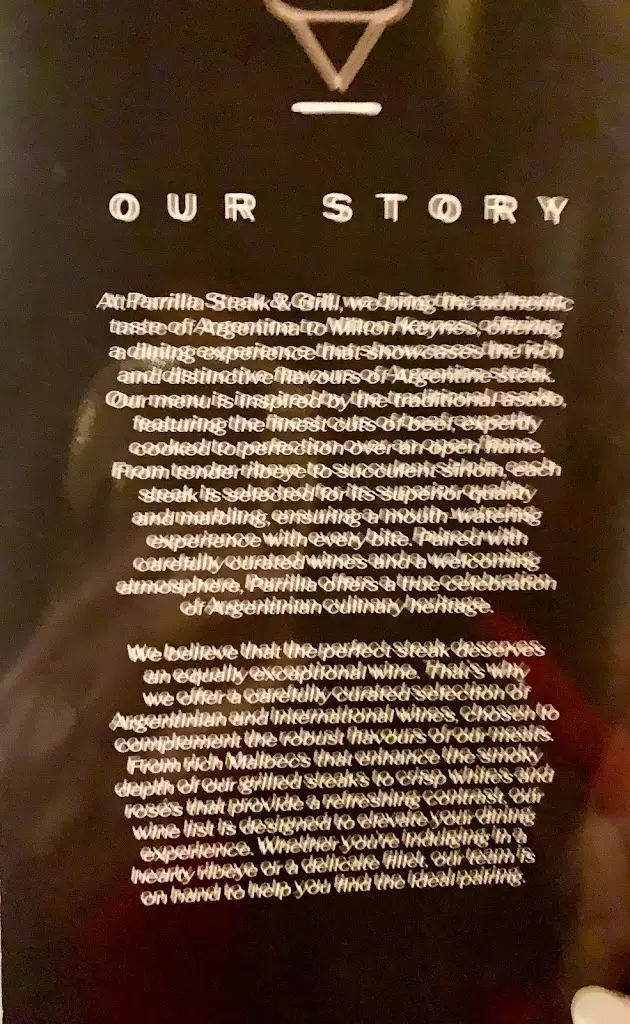 OUR STORY
At Parrilla Steak & Grill, we bring the authentic
taste of Argentina to Milton Keynes, offering
a dining experience that showcases the rich
and distinctive flavours of Argentine steak.
Our menu is inspired by the traditional asado,
featuring the finest cuts of beef, expertly
cooked to perfection over an open flame.
From tender ribeye to succulent sirloin, each
steak is selected for its superior quality
and marbling, ensuring a mouth-watering
experience with every bite. Paired with
carefully curated wines and a welcoming
atmosphere, Parilla offers a true celebration
of Argentinian culinary heritage.
We believe that the perfect steak deserves
an equally exceptional wine. That's why
we offer a carefully curated selection of
Argentinian and International wines, chosen to
complement the robust flavours of our meats.
From rich Malbecs that enhance the smoky
depth of our grilled steaks to crisp whites and
rosés that provide a refreshing contrast, our
wine list is designed to elevate your dining
experience. Whether you're indulging in a
hearty ribeye or a delicate fillet, our team is
on hand to help you find the ideal pairing.